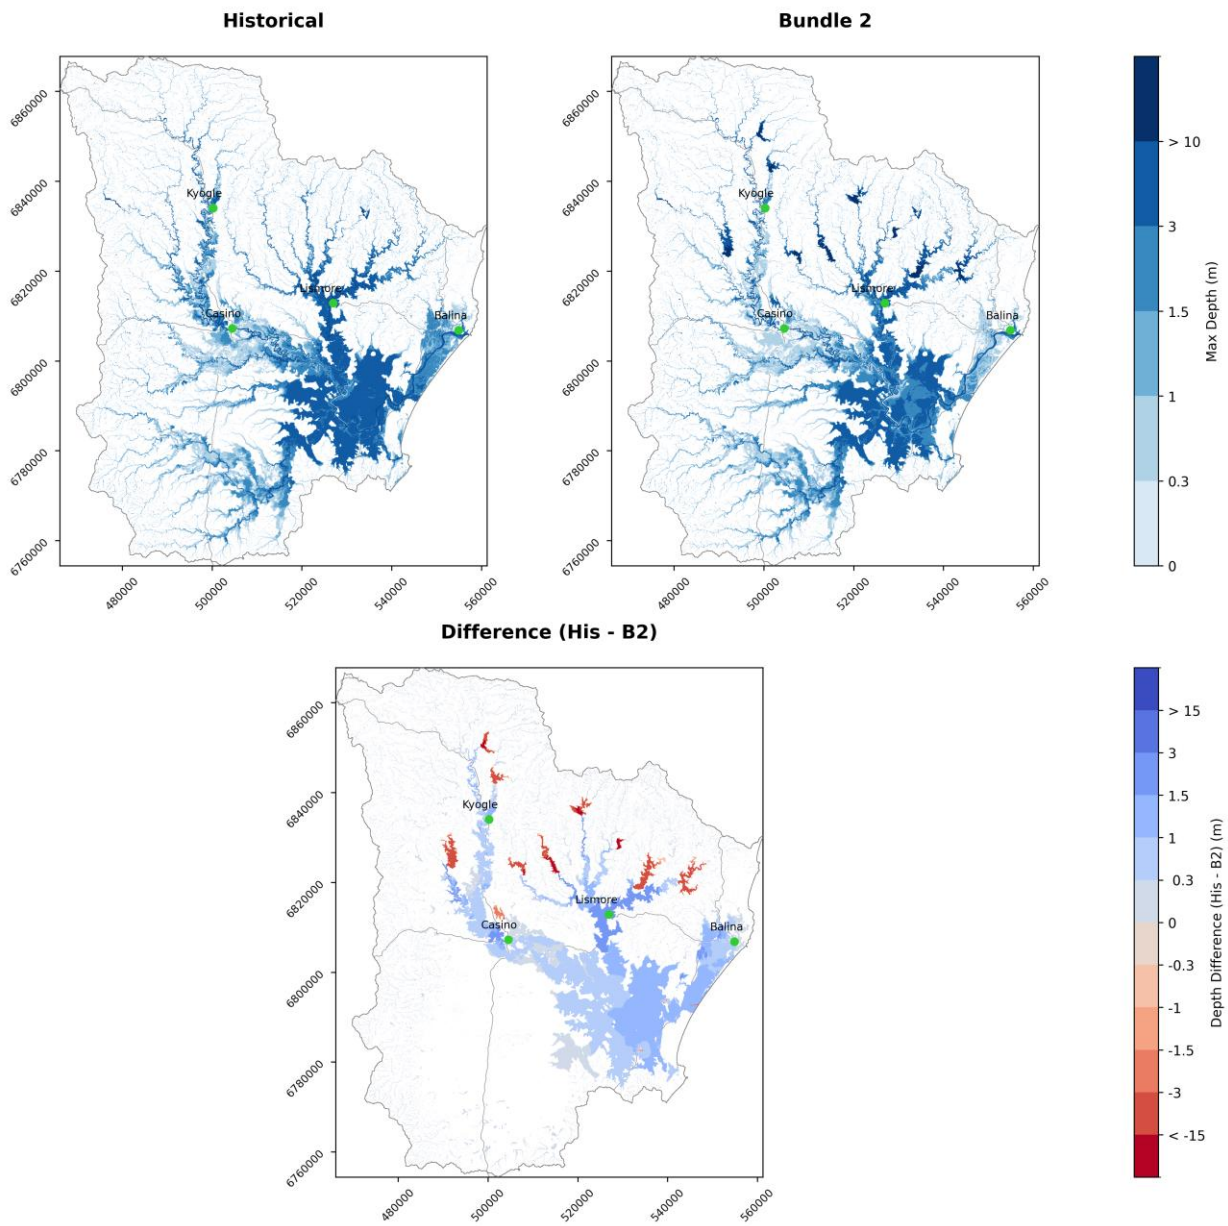 Historical
Bundle 2
6860000
6840000
6820000
6800000
6780000
6760000
Kyogle
Lismore
Casino
Balina
480000
500000
520000
540000
560000
6860000
6840000
6820000
6800000
6780000
6760000
Kyogle
Lismore
Casino
Balina
480000
500000
520000
540000
560000
> 10
3
1.5
1
0.3
0
Max Depth (m)
Difference (His - B2)
6860000
6840000
6820000
6800000
6780000
6760000
Kyogle
Lismore
Casino
Balina
480000
500000
520000
540000
560000
> 15
3
1.5
1
0.3
0
-0.3
-1
-1.5
-3
< -15
Depth Difference (His - B2) (m)